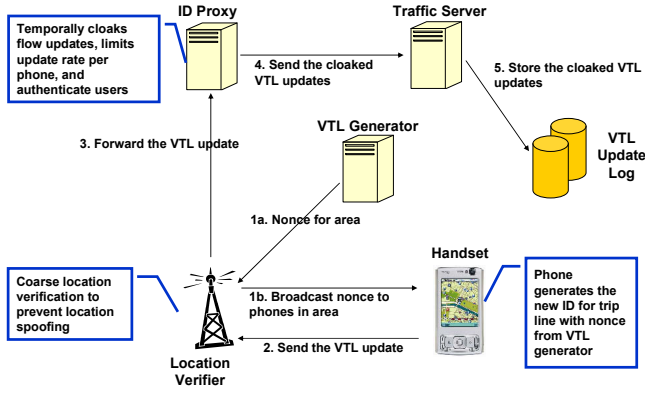 ID Proxy
Traffic Server
Temporally cloaks
flow updates, limits
update rate per
phone, and
authenticate users
4. Send the cloaked
VTL updates
5. Store the cloaked VTL
updates
3. Forward the VTL update
VTL Generator
VTL
Update
Log
1a. Nonce for area
Handset
Coarse location
verification to
prevent location
spoofing
1b. Broadcast nonce to
phones in area
Phone
generates the
new ID for trip
line with nonce
from VTL
generator
2. Send the VTL update
Location
Verifier